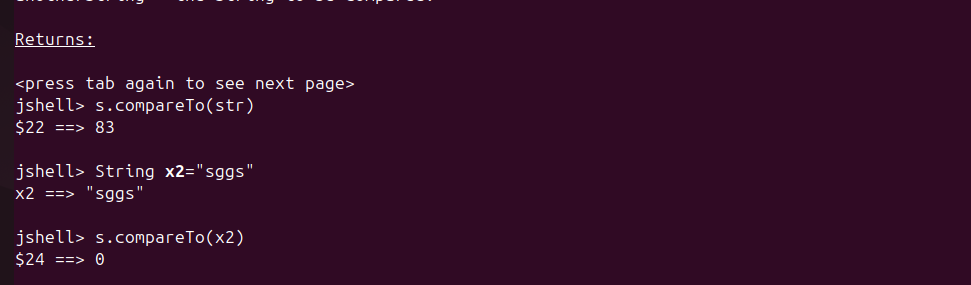 Returns:
<press tab again to see next page>
jshell> s.compareTo(str)
$22 ==> 83
jshell> String x2="sggs"
x2 ==> "sggs"
jshell> s.compareTo(x2)
$24 ==> 0